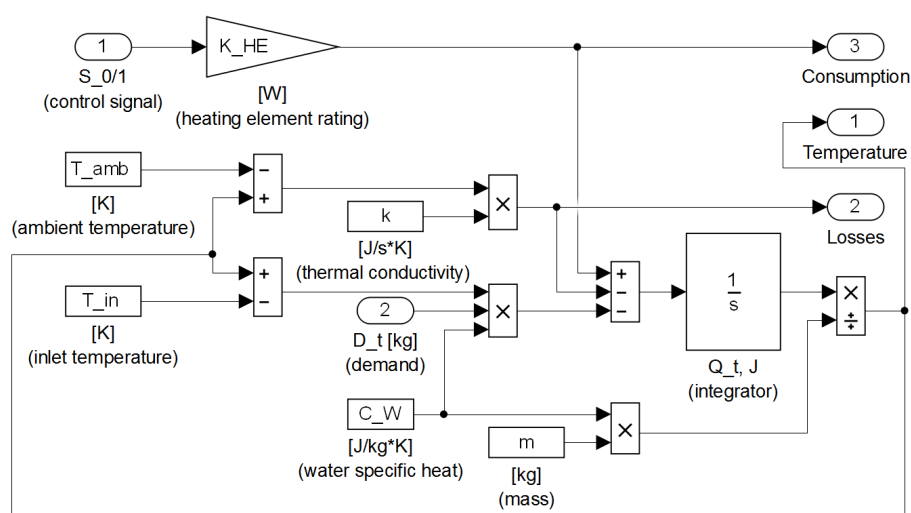 1
S_0/1
(control signal)
K_HE
[W]
(heating element rating)
3
Consumption
1
Temperature
T_amb
[K]
(ambient temperature)
−
+
k
[J/s*K]
(thermal conductivity)
×
2
Losses
T_in
[K]
(inlet temperature)
+
−
2
D_t [kg]
(demand)
×
+
−
−
1
s
Q_t, J
(integrator)
×
÷
C_W
[J/kg*K]
(water specific heat)
m
[kg]
(mass)
×